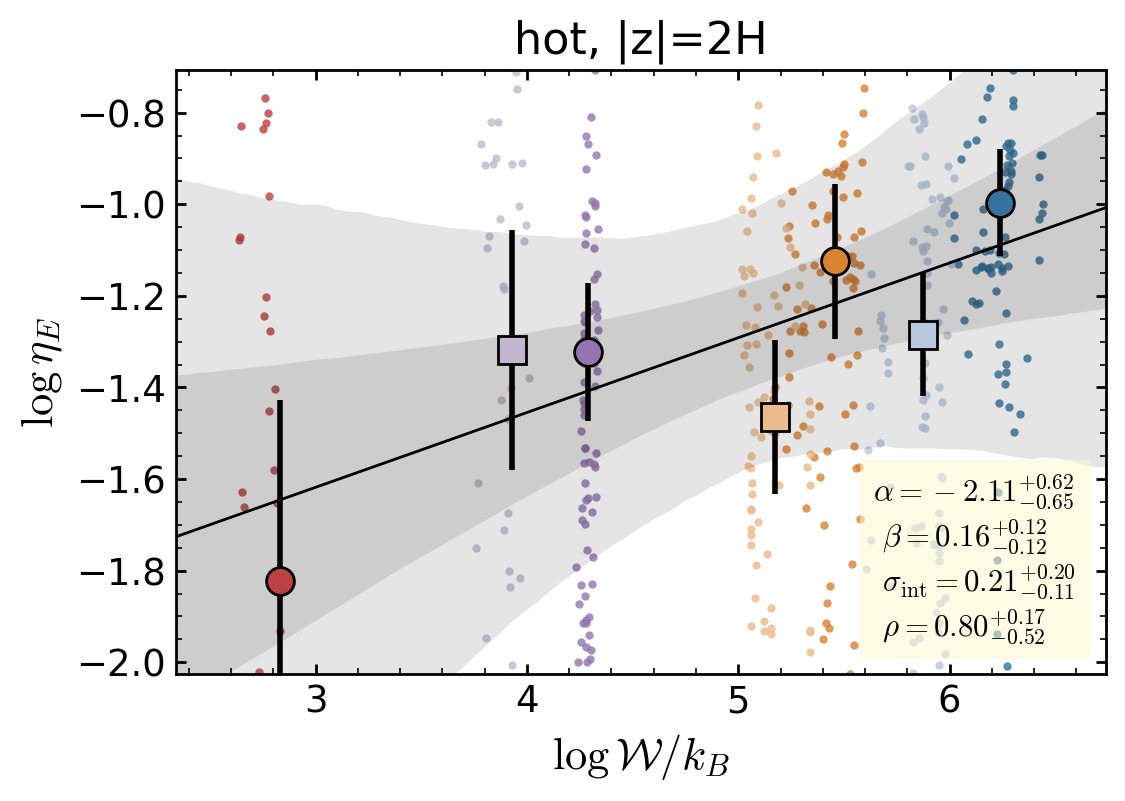 hot, |z|=2H
−0.8
−1.0
−1.2
−1.4
−1.6
−1.8
−2.0
log η_E
α = −2.11^{+0.62}_{−0.65}
β = 0.16^{+0.12}_{−0.12}
σ_int = 0.21^{+0.20}_{−0.11}
ρ = 0.80^{+0.17}_{−0.52}
3 4 5 6
log 𝒲/k_B